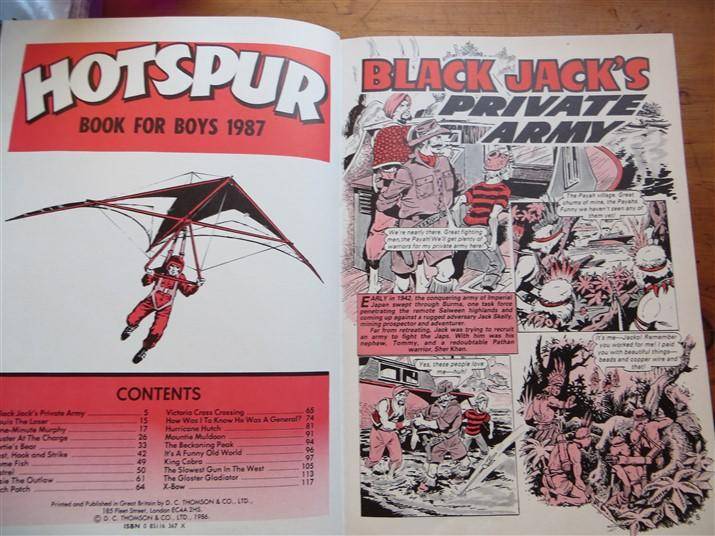 HOTSPUR
BOOK FOR BOYS 1987
CONTENTS
Black Jack's Private Army 5
Louis The Loser 15
One-Minute Murphy 17
Buster At The Charge 26
Bertie's Bear 33
Hook and Strike 42
Fish 49
50
The Outlaw 61
Patch 64
Victoria Cross Crossing 65
How Was I To Know He Was A General? 74
Hurricane Hutch 81
Mountie Muldoon 91
The Beckoning Peak 94
It's A Funny Old World 96
King Cobra 97
The Slowest Gun In The West 105
The Gloster Gladiator 113
X-Bow 117
Printed and Published in Great Britain by D. C. THOMSON & CO., LTD.,
185 Fleet Street, London EC4A 2HS.
© D. C. THOMSON & CO., LTD., 1986.
ISBN 0 85116 367 X
BLACK JACK'S
PRIVATE
ARMY
We're nearly there. Great fighting
men, the Payah! We'll get plenty of
warriors for my private army here!
The Payah village. Great
chums of mine, the Payahs.
Funny we haven't seen any of
them yet!
EARLY in 1942, the conquering army of Imperial
Japan swept through Burma, one task force
penetrating the remote Salween highlands and
coming up against a rugged adversary Jack Skelly,
mining prospector and adventurer.
Far from retreating, Jack was trying to recruit
an army to fight the Japs. With him was his
nephew, Tommy, and a redoubtable Pathan
warrior, Sher Khan.
Yes, these people love
me—huh!
It's me—Jacko! Remember
you worked for me! I paid
you with beautiful things—
beads and copper wire and
that!